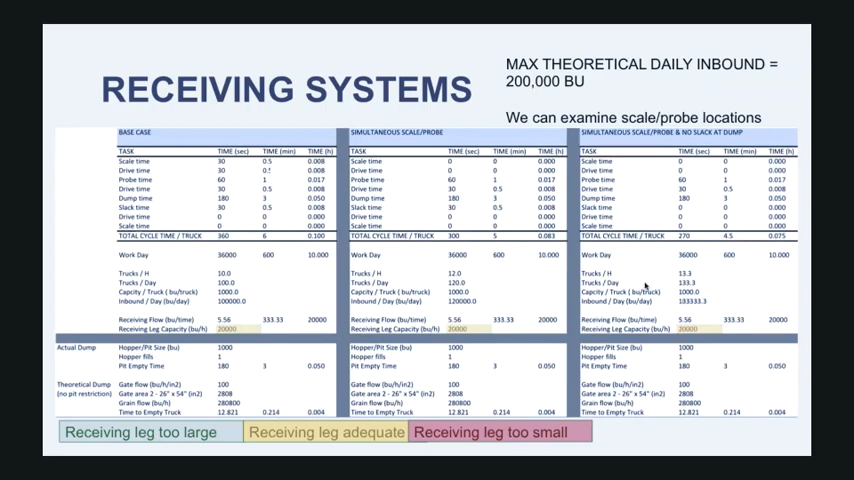 MAX THEORETICAL DAILY INBOUND =
200,000 BU
RECEIVING SYSTEMS
We can examine scale/probe locations
BASE CASE SIMULTANEOUS SCALE/PROBE SIMULTANEOUS SCALE/PROBE & NO SLACK AT DUMP
TASK TIME (sec) TIME (min) TIME (h) TASK TIME (sec) TIME (min) TIME (h) TASK TIME (sec) TIME (min) TIME (h)
Scale time 30 0.5 0.008 Scale time 0 0 0.000 Scale time 0 0 0.000
Drive time 30 0.5 0.008 Drive time 0 0 0.000 Drive time 0 0 0.000
Probe time 60 1 0.017 Probe time 60 1 0.017 Probe time 60 1 0.017
Drive time 30 0.5 0.008 Drive time 30 0.5 0.008 Drive time 30 0.5 0.008
Dump time 180 3 0.050 Dump time 180 3 0.050 Dump time 180 3 0.050
Slack time 30 0.5 0.008 Slack time 30 0.5 0.008 Slack time 0 0 0.000
Drive time 0 0 0.000 Drive time 0 0 0.000 Drive time 0 0 0.000
Scale time 0 0 0.000 Scale time 0 0 0.000 Scale time 0 0 0.000
TOTAL CYCLE TIME / TRUCK 360 6 0.100 TOTAL CYCLE TIME / TRUCK 300 5 0.083 TOTAL CYCLE TIME / TRUCK 270 4.5 0.075
Work Day 36000 600 10.000 Work Day 36000 600 10.000 Work Day 36000 600 10.000
Trucks / H 10.0 Trucks / H 12.0 Trucks / H 13.3
Trucks / Day 100.0 Trucks / Day 120.0 Trucks / Day 133.3
Capcity / Truck ( bu/truck) 1000.0 Capcity / Truck ( bu/truck) 1000.0 Capcity / Truck ( bu/truck) 1000.0
Inbound / Day (bu/day) 100000.0 Inbound / Day (bu/day) 120000.0 Inbound / Day (bu/day) 133333.3
Receiving Flow (bu/time) 5.56 333.33 20000 Receiving Flow (bu/time) 5.56 333.33 20000 Receiving Flow (bu/time) 5.56 333.33 20000
Receiving Leg Capacity (bu/h) 20000 Receiving Leg Capacity (bu/h) 20000 Receiving Leg Capacity (bu/h) 20000
Actual Dump Hopper/Pit Size (bu) 1000 Hopper/Pit Size (bu) 1000 Hopper/Pit Size (bu) 1000
Hopper fills 1 Hopper fills 1 Hopper fills 1
Pit Empty Time 180 3 0.050 Pit Empty Time 180 3 0.050 Pit Empty Time 180 3 0.050
Theoretical Dump Gate flow (bu/h/in2) 100 Gate flow (bu/h/in2) 100 Gate flow (bu/h/in2) 100
(no pit restriction) Gate area 2 - 26" x 54" (in2) 2808 Gate area 2 - 26" x 54" (in2) 2808 Gate area 2 - 26" x 54" (in2) 2808
Grain flow (bu/h) 280800 Grain flow (bu/h) 280800 Grain flow (bu/h) 280800
Time to Empty Truck 12.821 0.214 0.004 Time to Empty Truck 12.821 0.214 0.004 Time to Empty Truck 12.821 0.214 0.004
Receiving leg too large Receiving leg adequate Receiving leg too small